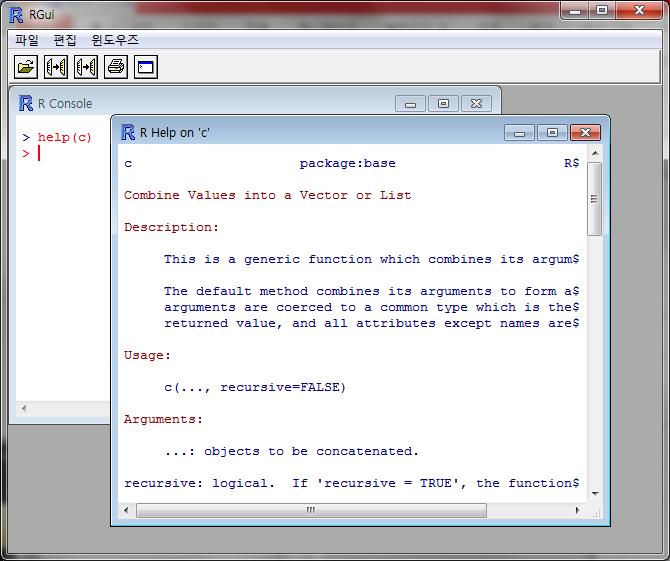 RGui
파일 편집 윈도우즈
R Console
> help(c)
>
R Help on 'c'
c package:base R$
Combine Values into a Vector or List
Description:
This is a generic function which combines its argum$
The default method combines its arguments to form a$
arguments are coerced to a common type which is the$
returned value, and all attributes except names are$
Usage:
c(..., recursive=FALSE)
Arguments:
...: objects to be concatenated.
recursive: logical.  If 'recursive = TRUE', the function$